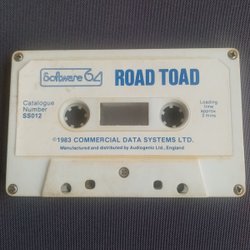 Software 64
ROAD TOAD
Catalogue
Number
SS012
Loading
time
approx
2 mins
©1983 COMMERCIAL DATA SYSTEMS LTD.
Manufactured and distributed by Audiogenic Ltd., England